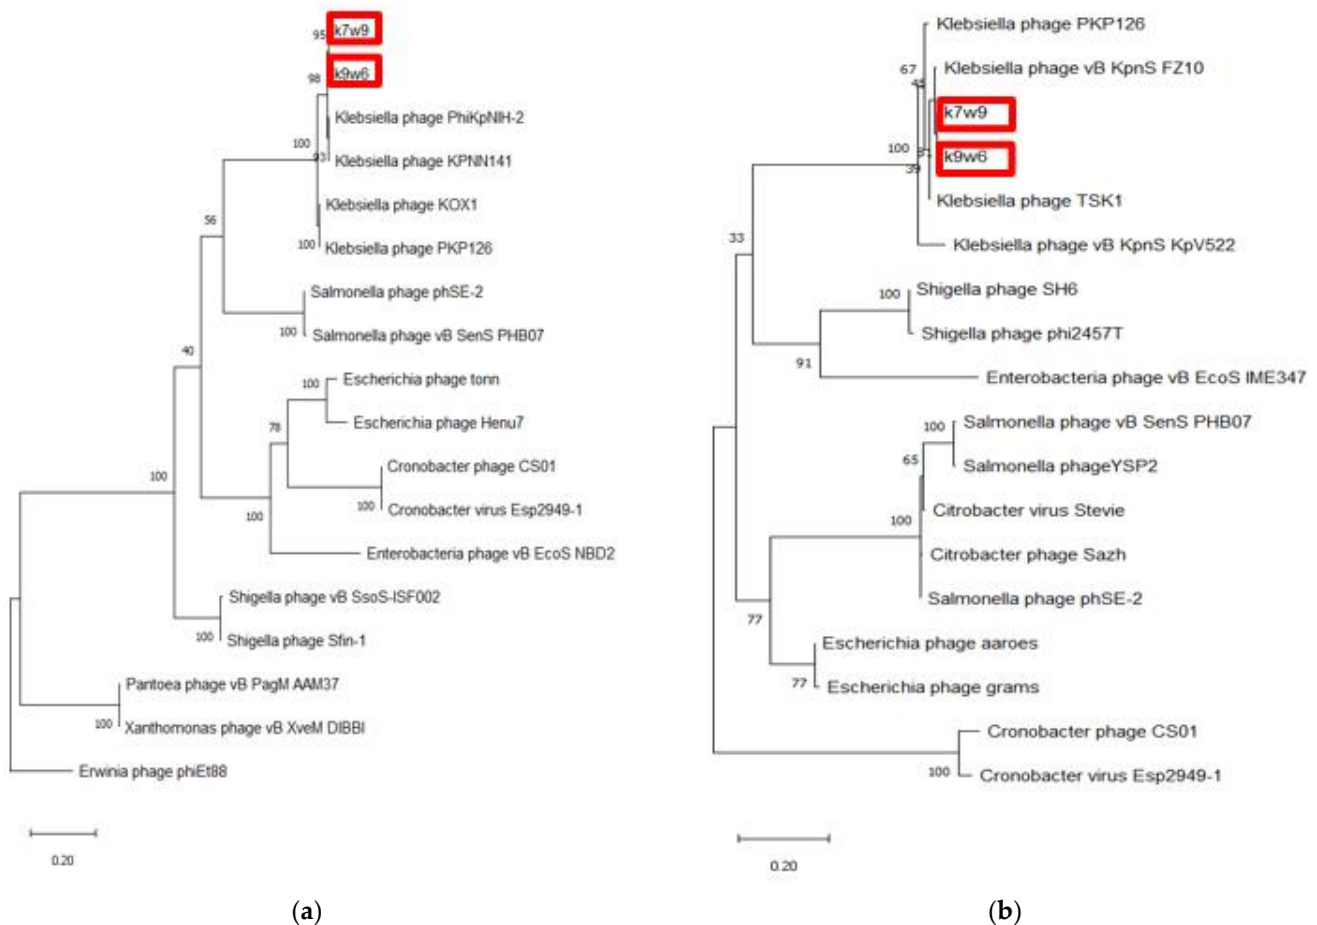 95
k7w9
98
k9w6
Klebsiella phage PhiKpNIH-2
100
93
Klebsiella phage KPNN141
56
Klebsiella phage KOX1
100
Klebsiella phage PKP126
Salmonella phage phSE-2
100
Salmonella phage vB SenS PHB07
40
100
Escherichia phage tonn
78
Escherichia phage Henu7
Cronobacter phage CS01
100
100
Cronobacter virus Esp2949-1
100
Enterobacteria phage vB EcoS NBD2
Shigella phage vB SsoS-ISF002
100
Shigella phage Sfin-1
Pantoea phage vB PagM AAM37
100
Xanthomonas phage vB XveM DIBBI
Erwinia phage phiEt88
0.20
(a)
Klebsiella phage PKP126
67
Klebsiella phage vB KpnS FZ10
k7w9
100
k9w6
39
Klebsiella phage TSK1
33
Klebsiella phage vB KpnS KpV522
100
Shigella phage SH6
Shigella phage phi2457T
91
Enterobacteria phage vB EcoS IME347
100
Salmonella phage vB SenS PHB07
65
Salmonella phageYSP2
100
Citrobacter virus Stevie
Citrobacter phage Sazh
Salmonella phage phSE-2
77
Escherichia phage aaroes
77
Escherichia phage grams
Cronobacter phage CS01
100
Cronobacter virus Esp2949-1
0.20
(b)